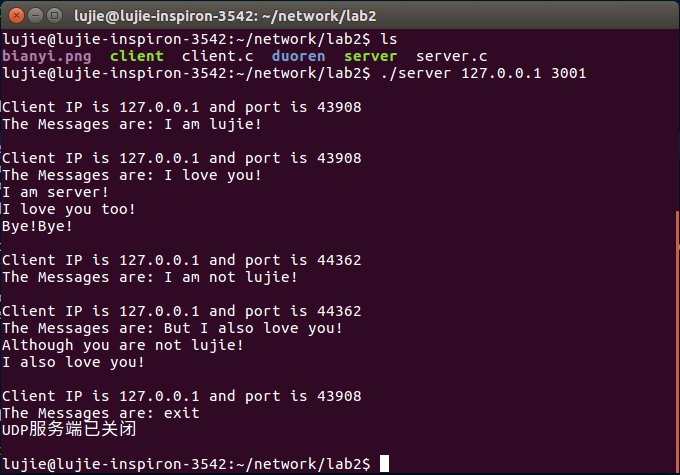 lujie@lujie-inspiron-3542: ~/network/lab2
lujie@lujie-inspiron-3542:~/network/lab2$ ls
bianyi.png  client  client.c  duoren  server  server.c
lujie@lujie-inspiron-3542:~/network/lab2$ ./server 127.0.0.1 3001
Client IP is 127.0.0.1 and port is 43908
The Messages are: I am lujie!
Client IP is 127.0.0.1 and port is 43908
The Messages are: I love you!
I am server!
I love you too!
Bye!Bye!
Client IP is 127.0.0.1 and port is 44362
The Messages are: I am not lujie!
Client IP is 127.0.0.1 and port is 44362
The Messages are: But I also love you!
Although you are not lujie!
I also love you!
Client IP is 127.0.0.1 and port is 43908
The Messages are: exit
UDP服务端已关闭
lujie@lujie-inspiron-3542:~/network/lab2$